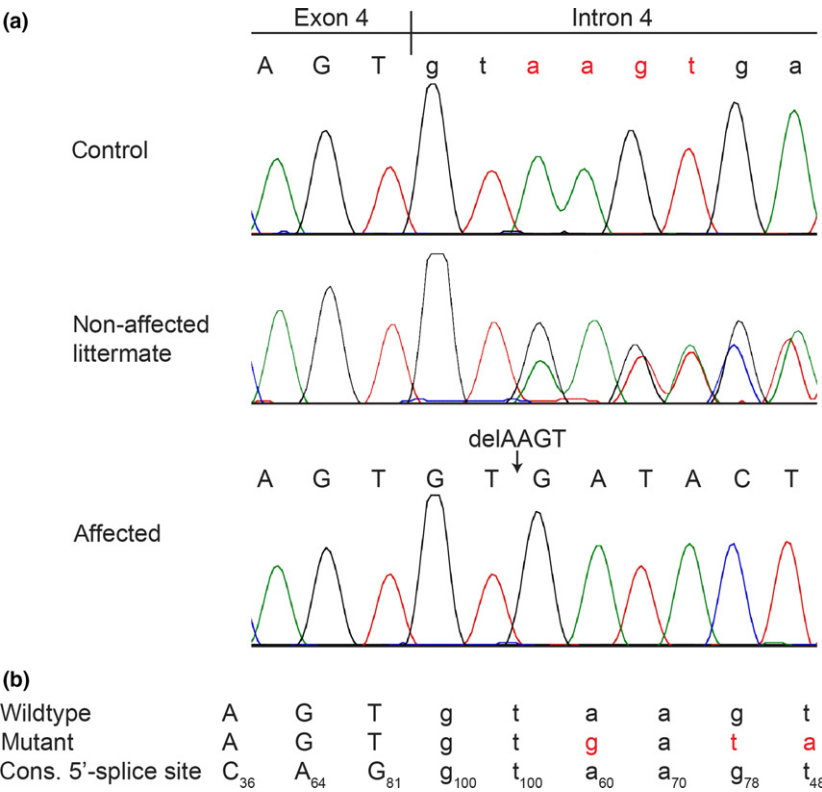 (a)
Exon 4 Intron 4
A G T g t a a g t g a
Control
Non-affected
littermate
delAAGT
A G T G T G A T A C T
Affected
(b)
Wildtype A G T g t a a g t
Mutant A G T g t g a t a
Cons. 5'-splice site C36 A64 G81 g100 t100 a60 a70 g78 t48